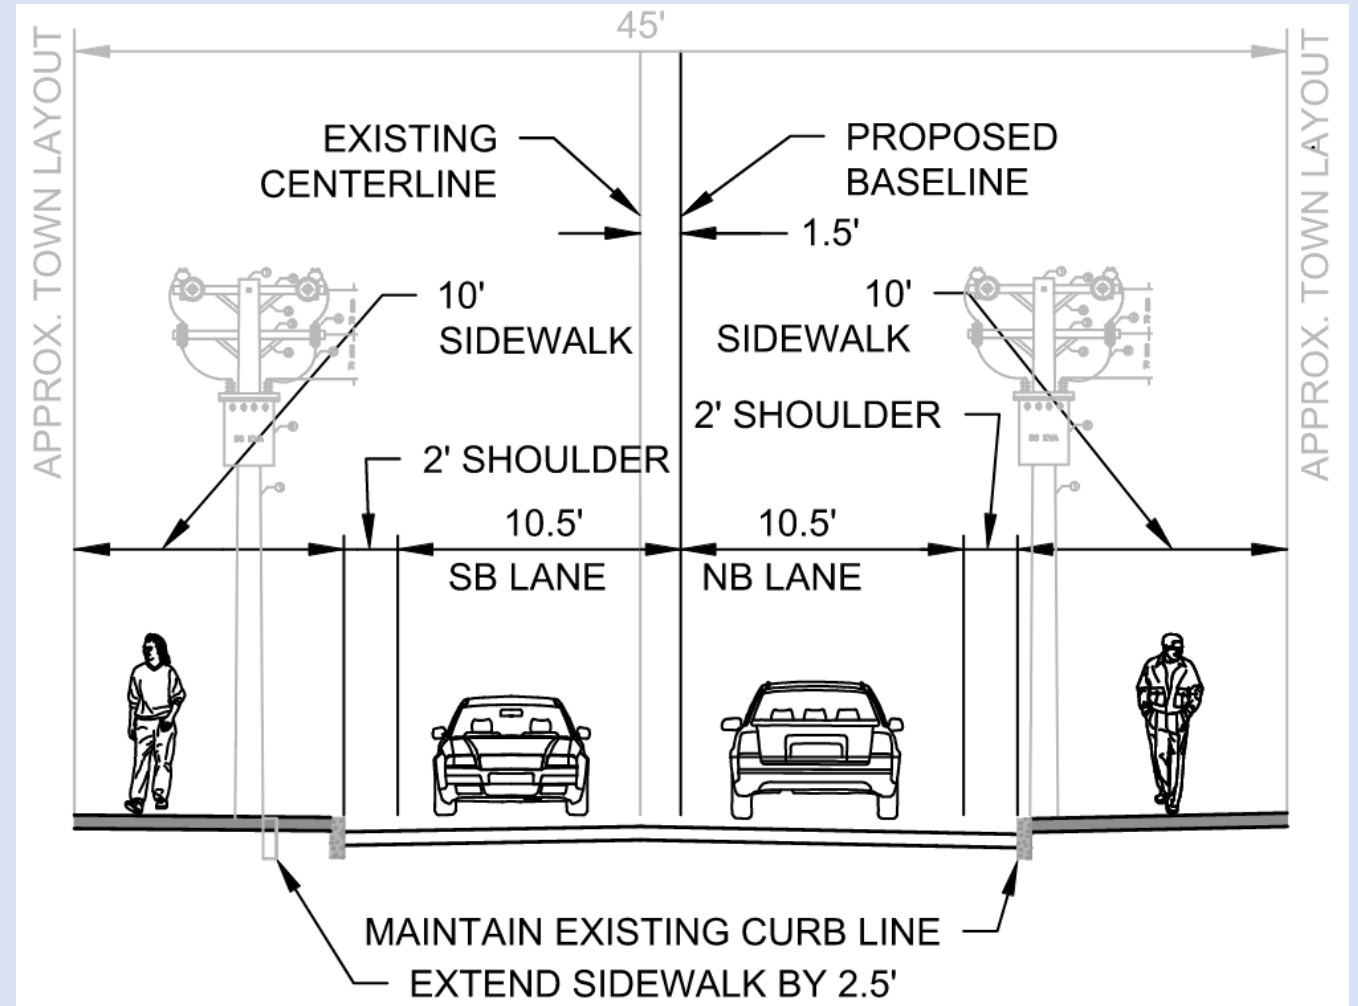 45'
APPROX. TOWN LAYOUT
APPROX. TOWN LAYOUT
EXISTING
CENTERLINE
PROPOSED
BASELINE
1.5'
10'
SIDEWALK
10'
SIDEWALK
2' SHOULDER
2' SHOULDER
10.5'
SB LANE
10.5'
NB LANE
MAINTAIN EXISTING CURB LINE
EXTEND SIDEWALK BY 2.5'